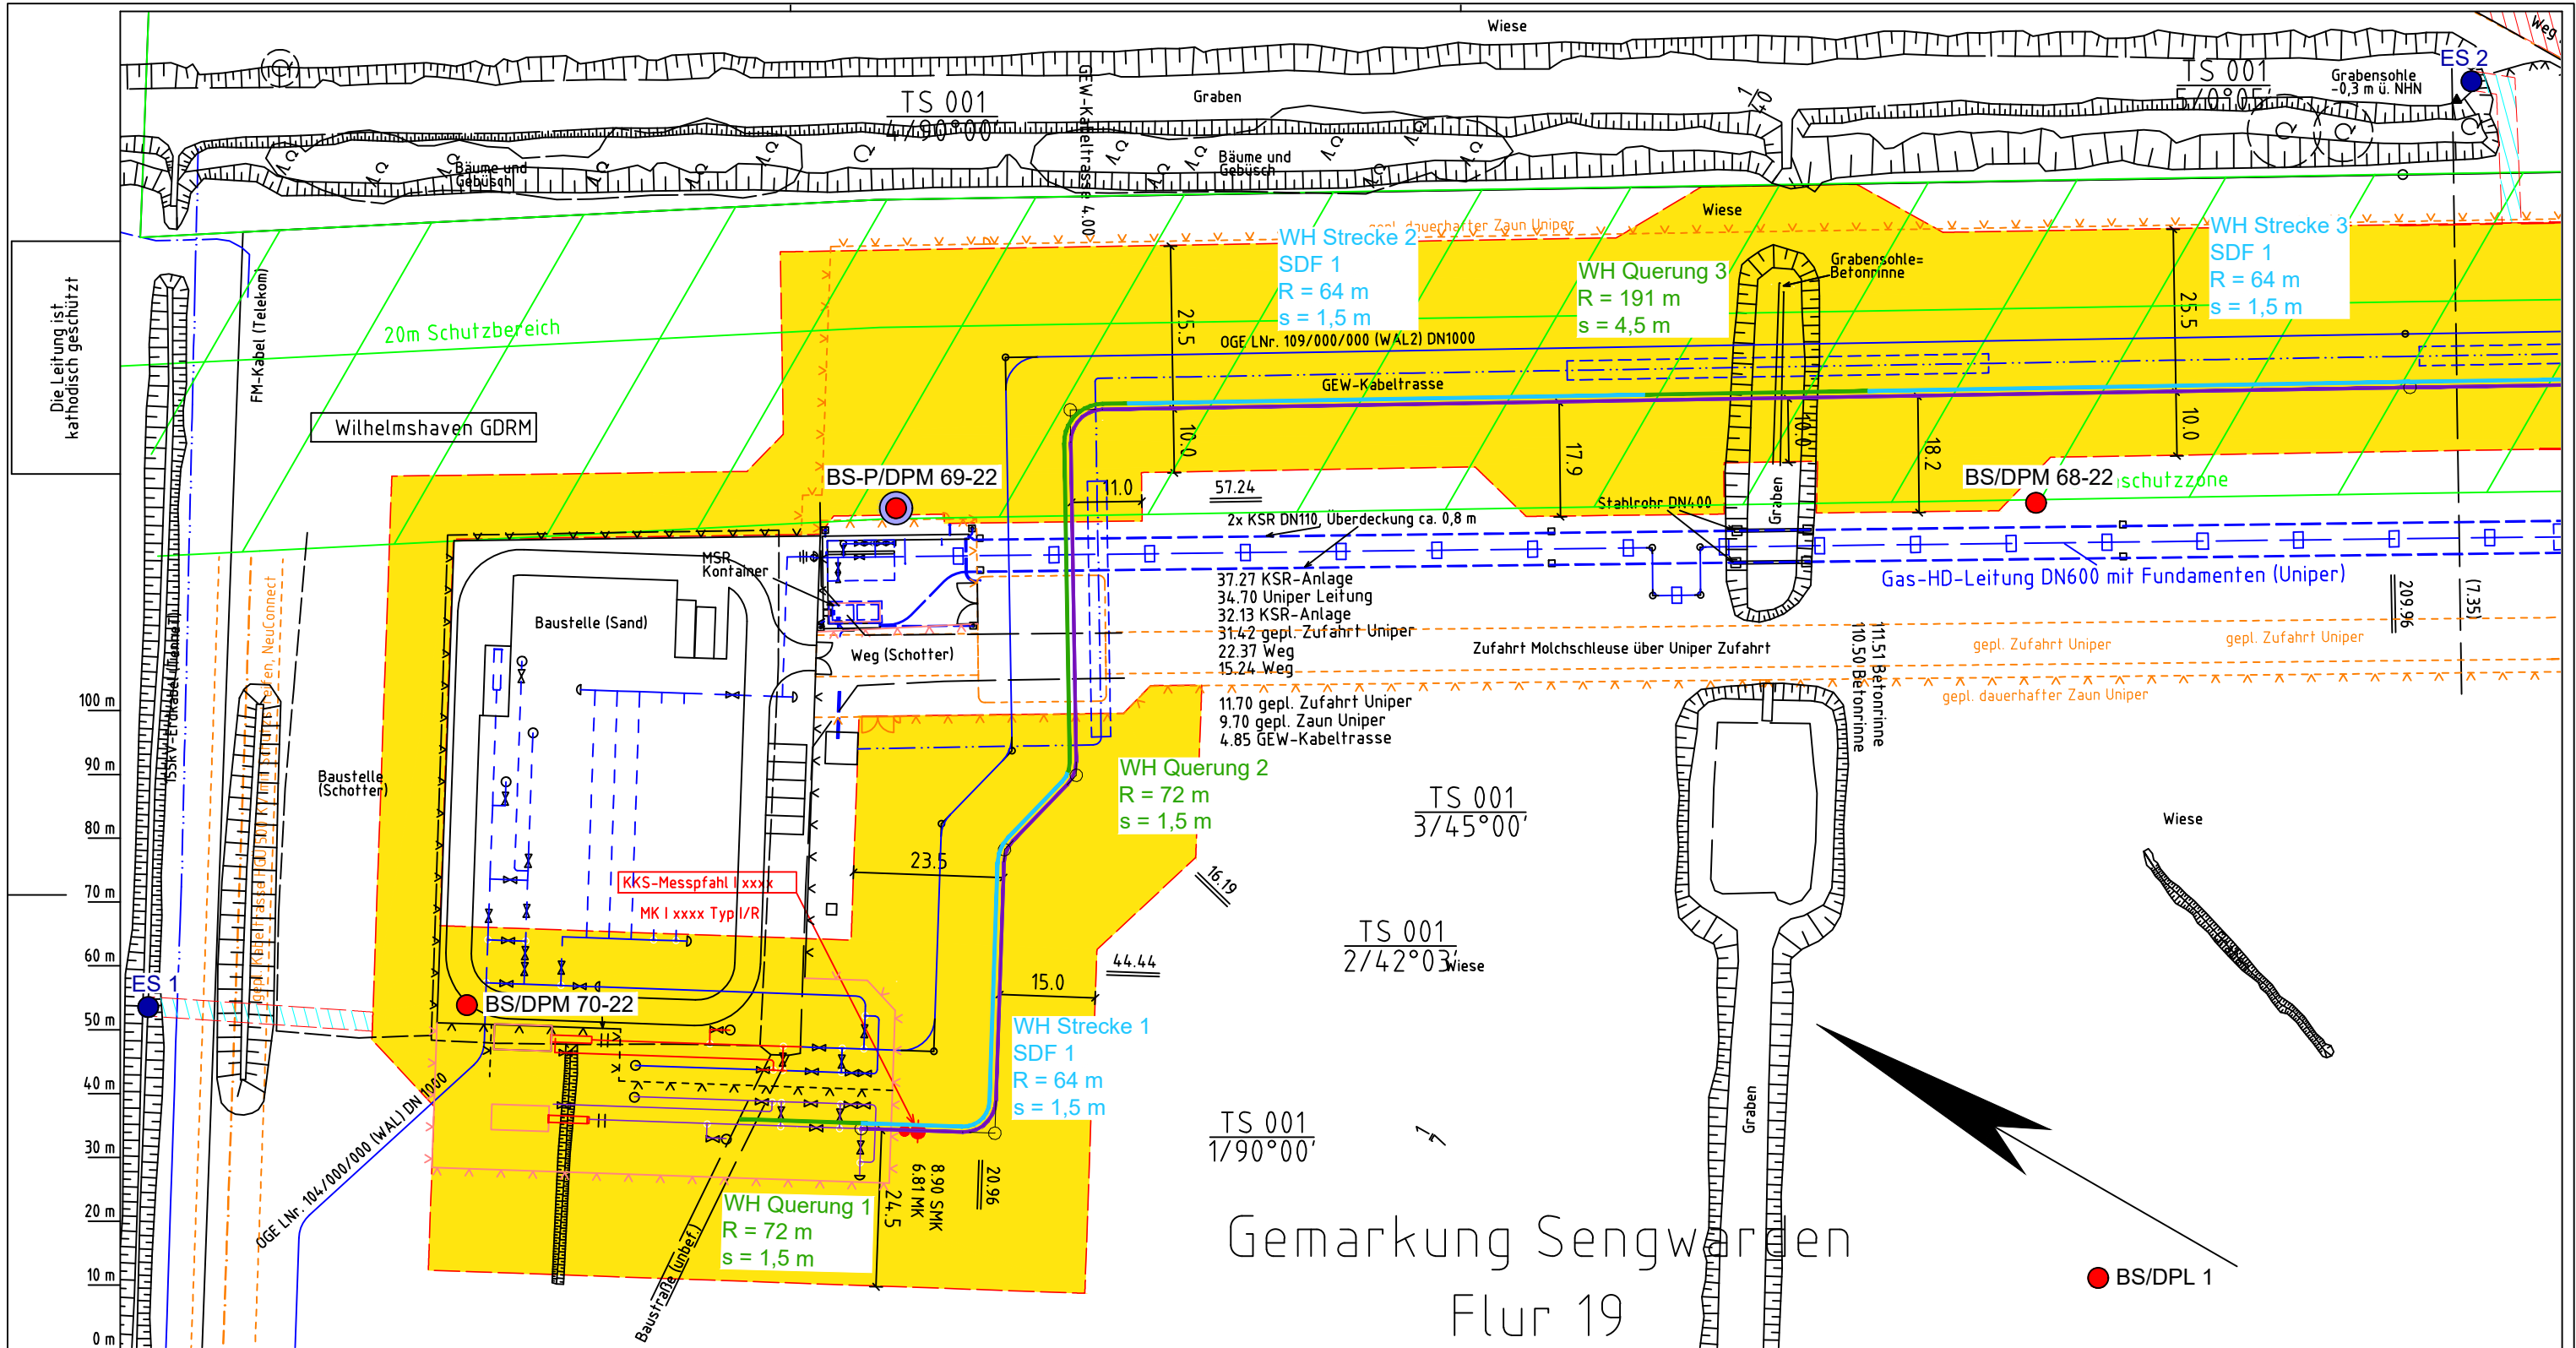 Wiese
Weg
ES 2
TS 001
5/0°05'
Grabensohle
-0,3 m ü. NHN
TS 001
4/90°00'
Graben
GEW-Kabeltrasse 4.00
Bäume und
Gebüsch
Bäume und
Gebüsch
Wiese
gepl. dauerhafter Zaun Uniper
WH Strecke 2
SDF 1
R = 64 m
s = 1,5 m
WH Querung 3
R = 191 m
s = 4,5 m
Grabensohle=
Betonrinne
WH Strecke 3
SDF 1
R = 64 m
s = 1,5 m
Die Leitung ist
kathodisch geschützt
FM-Kabel (Telekom)
20m Schutzbereich
25.5
25.5
OGE LNr. 109/000/000 (WAL2) DN1000
GEW-Kabeltrasse
Wilhelmshaven GDRM
10.0
17.9
10.0
18.2
10.0
BS-P/DPM 69-22
11.0
57.24
BS/DPM 68-22
schutzzone
Stahlrohr DN400
Graben
2x KSR DN110, Überdeckung ca. 0,8 m
MSR
Kontainer
37.27 KSR-Anlage
34.70 Uniper Leitung
32.13 KSR-Anlage
31.42 gepl. Zufahrt Uniper
22.37 Weg
15.24 Weg
Gas-HD-Leitung DN600 mit Fundamenten (Uniper)
209.96
(7.35)
Baustelle (Sand)
Weg (Schotter)
Zufahrt Molchschleuse über Uniper Zufahrt
gepl. Zufahrt Uniper
gepl. Zufahrt Uniper
110.50 Betonrinne
111.51 Betonrinne
gepl. dauerhafter Zaun Uniper
11.70 gepl. Zufahrt Uniper
9.70 gepl. Zaun Uniper
4.85 GEW-Kabeltrasse
100 m
90 m
80 m
70 m
60 m
50 m
40 m
30 m
20 m
10 m
0 m
Baustelle
(Schotter)
WH Querung 2
R = 72 m
s = 1,5 m
TS 001
3/45°00'
Wiese
23.5
KKS-Messpfahl I xxxx
MK I xxxx Typ I/R
16.19
TS 001
2/42°03'
Wiese
44.44
15.0
ES 1
BS/DPM 70-22
WH Strecke 1
SDF 1
R = 64 m
s = 1,5 m
OGE LNr. 104/000/000 (WAL) DN 1000
TS 001
1/90°00'
Graben
8.90 SMK
6.81 MK
20.96
24.5
WH Querung 1
R = 72 m
s = 1,5 m
Baustraße (unbef.)
Gemarkung Sengwarden
Flur 19
BS/DPL 1